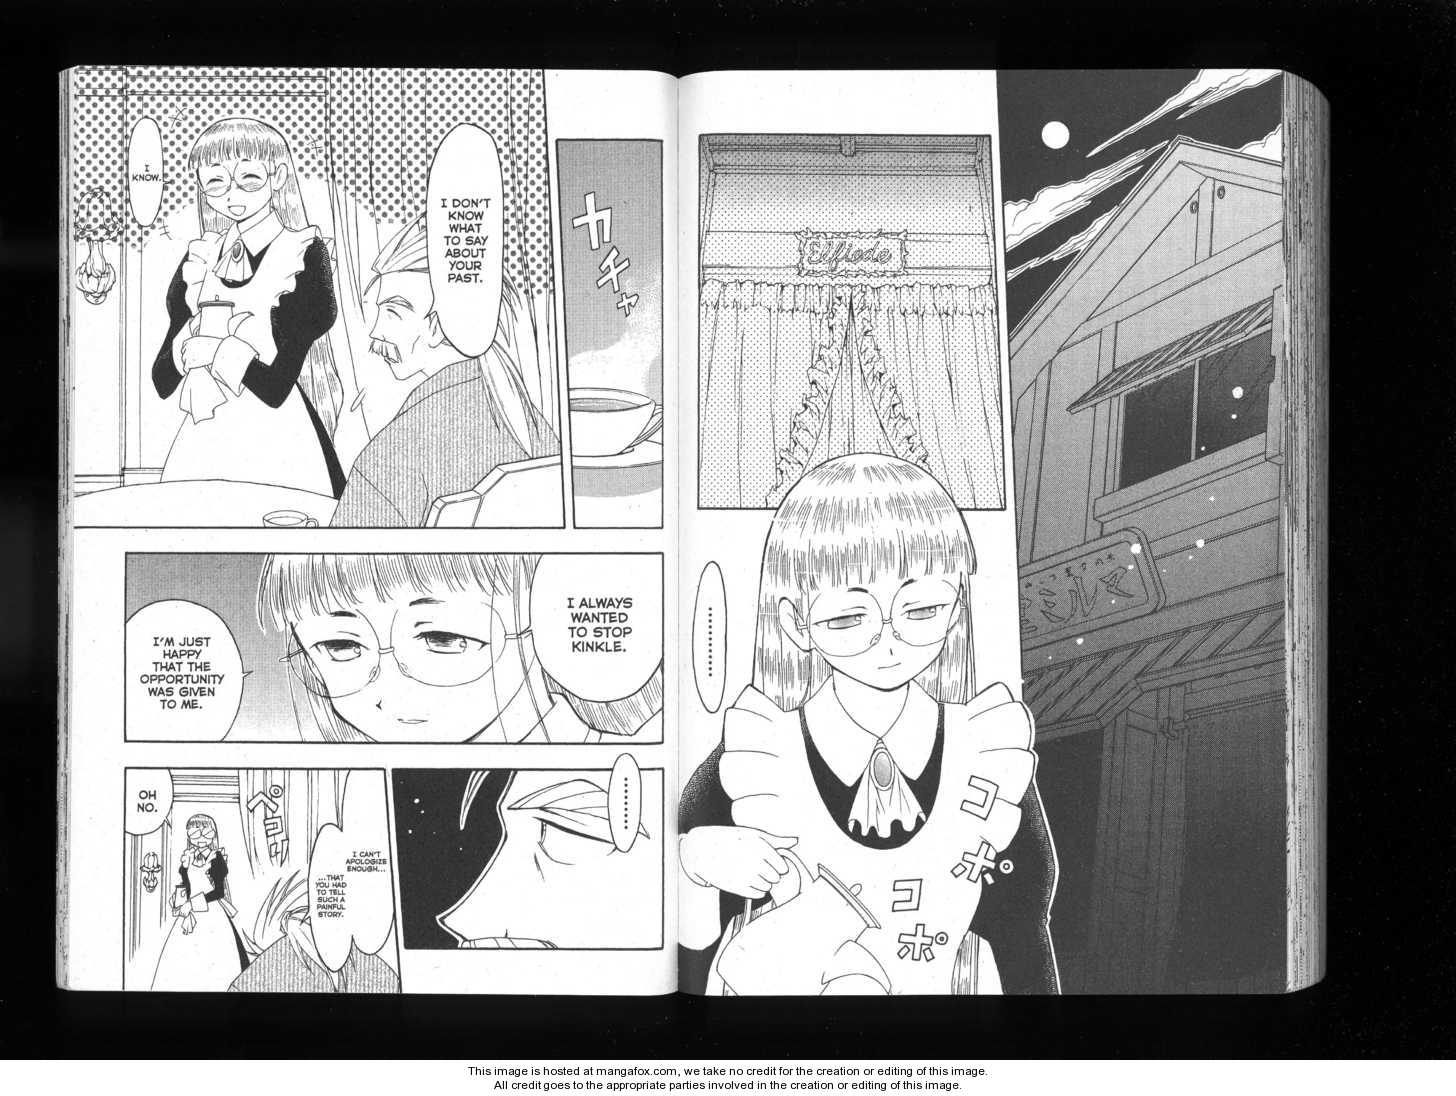 Elfiede
.........
コポ
コポ
カチャ
I DON'T
KNOW
WHAT
TO SAY
ABOUT
YOUR
PAST.
I
KNOW.
I ALWAYS
WANTED
TO STOP
KINKLE.
I'M JUST
HAPPY
THAT THE
OPPORTUNITY
WAS GIVEN
TO ME.
.........
I CAN'T
APOLOGIZE
ENOUGH...
...THAT
YOU HAD
TO TELL
SUCH A
PAINFUL
STORY.
ペコリ
OH
NO.
This image is hosted at mangafox.com, we take no credit for the creation or editing of this image.
All credit goes to the appropriate parties involved in the creation or editing of this image.